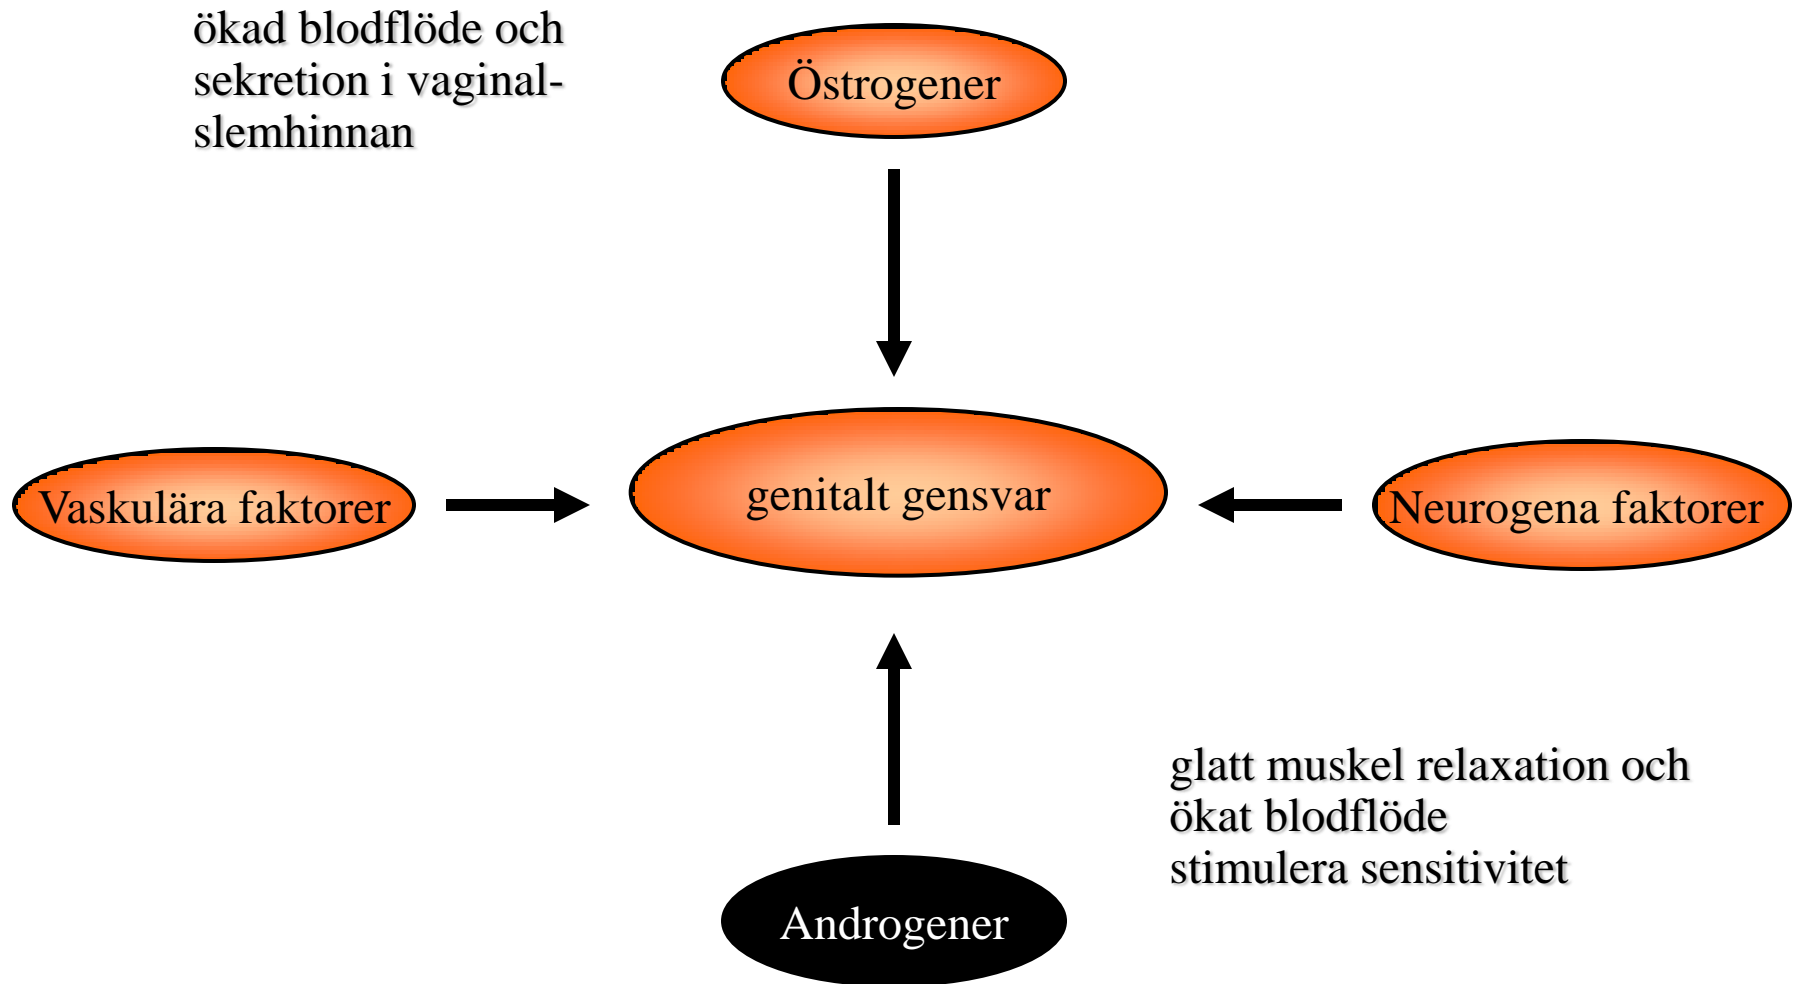 ökad blodflöde och
sekretion i vaginal-
slemhinnan
Östrogener
Vaskulära faktorer
genitalt gensvar
Neurogena faktorer
glatt muskel relaxation och
ökat blodflöde
stimulera sensitivitet
Androgener